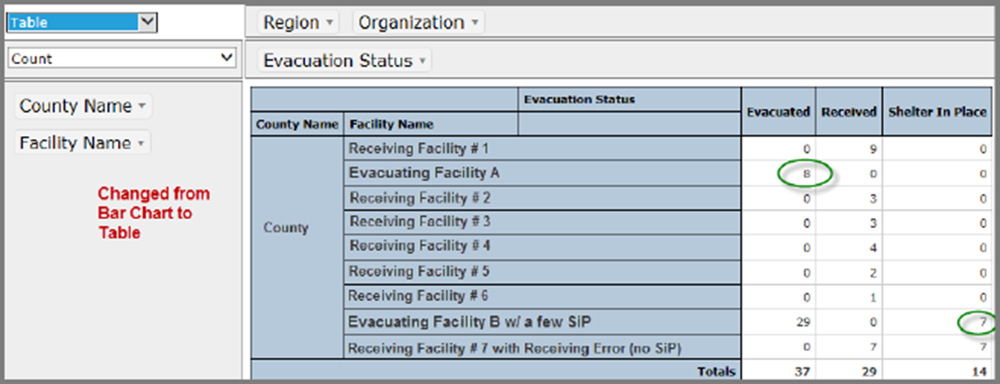 Table
Region Organization
Count
Evacuation Status
County Name
Facility Name
Changed from
Bar Chart to
Table
Evacuation Status Evacuated Received Shelter In Place
County Name Facility Name
County
Receiving Facility # 1 0 9 0
Evacuating Facility A 8 0 0
Receiving Facility # 2 0 3 0
Receiving Facility # 3 0 3 0
Receiving Facility # 4 0 4 0
Receiving Facility # 5 0 2 0
Receiving Facility # 6 0 1 0
Evacuating Facility B w/ a few SiP 29 0 7
Receiving Facility # 7 with Receiving Error (no SiP) 0 7 7
Totals 37 29 14